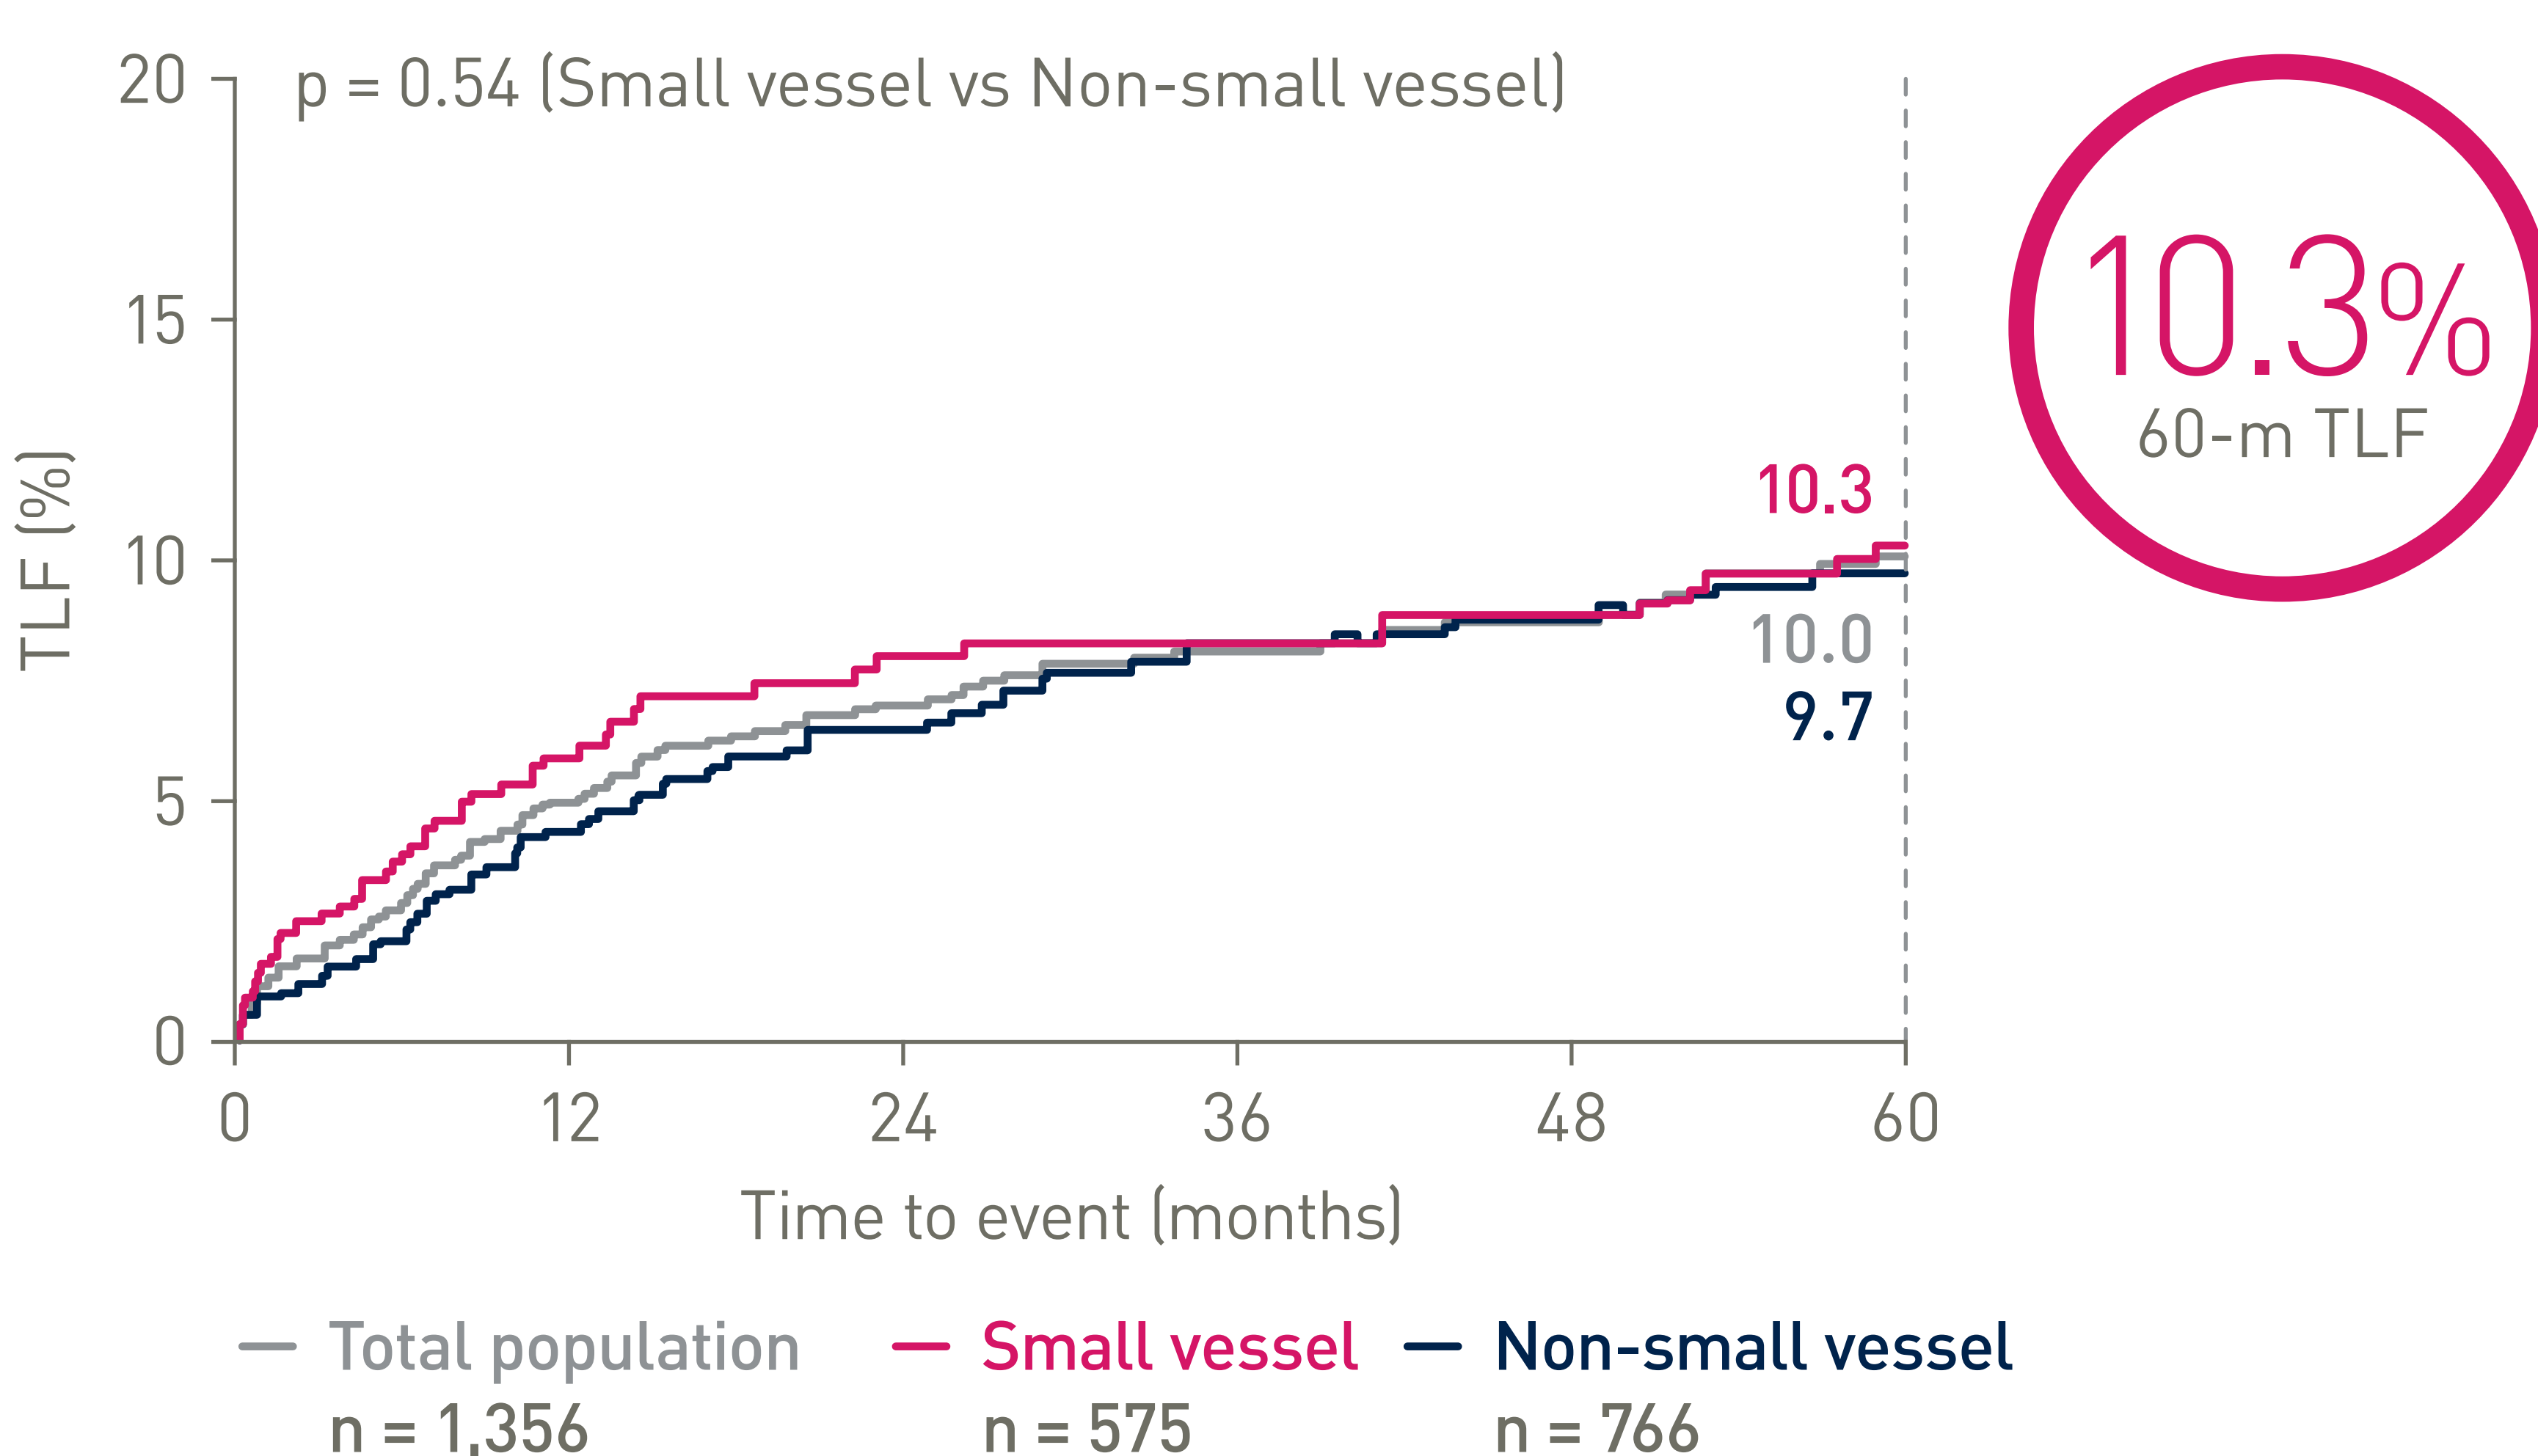 20
p = 0.54 (Small vessel vs Non-small vessel)
15
10
5
0
TLF (%)
10.3%
60-m TLF
10.3
10.0
9.7
0 12 24 36 48 60
Time to event (months)
Total population Small vessel Non-small vessel
n = 1,356 n = 575 n = 766